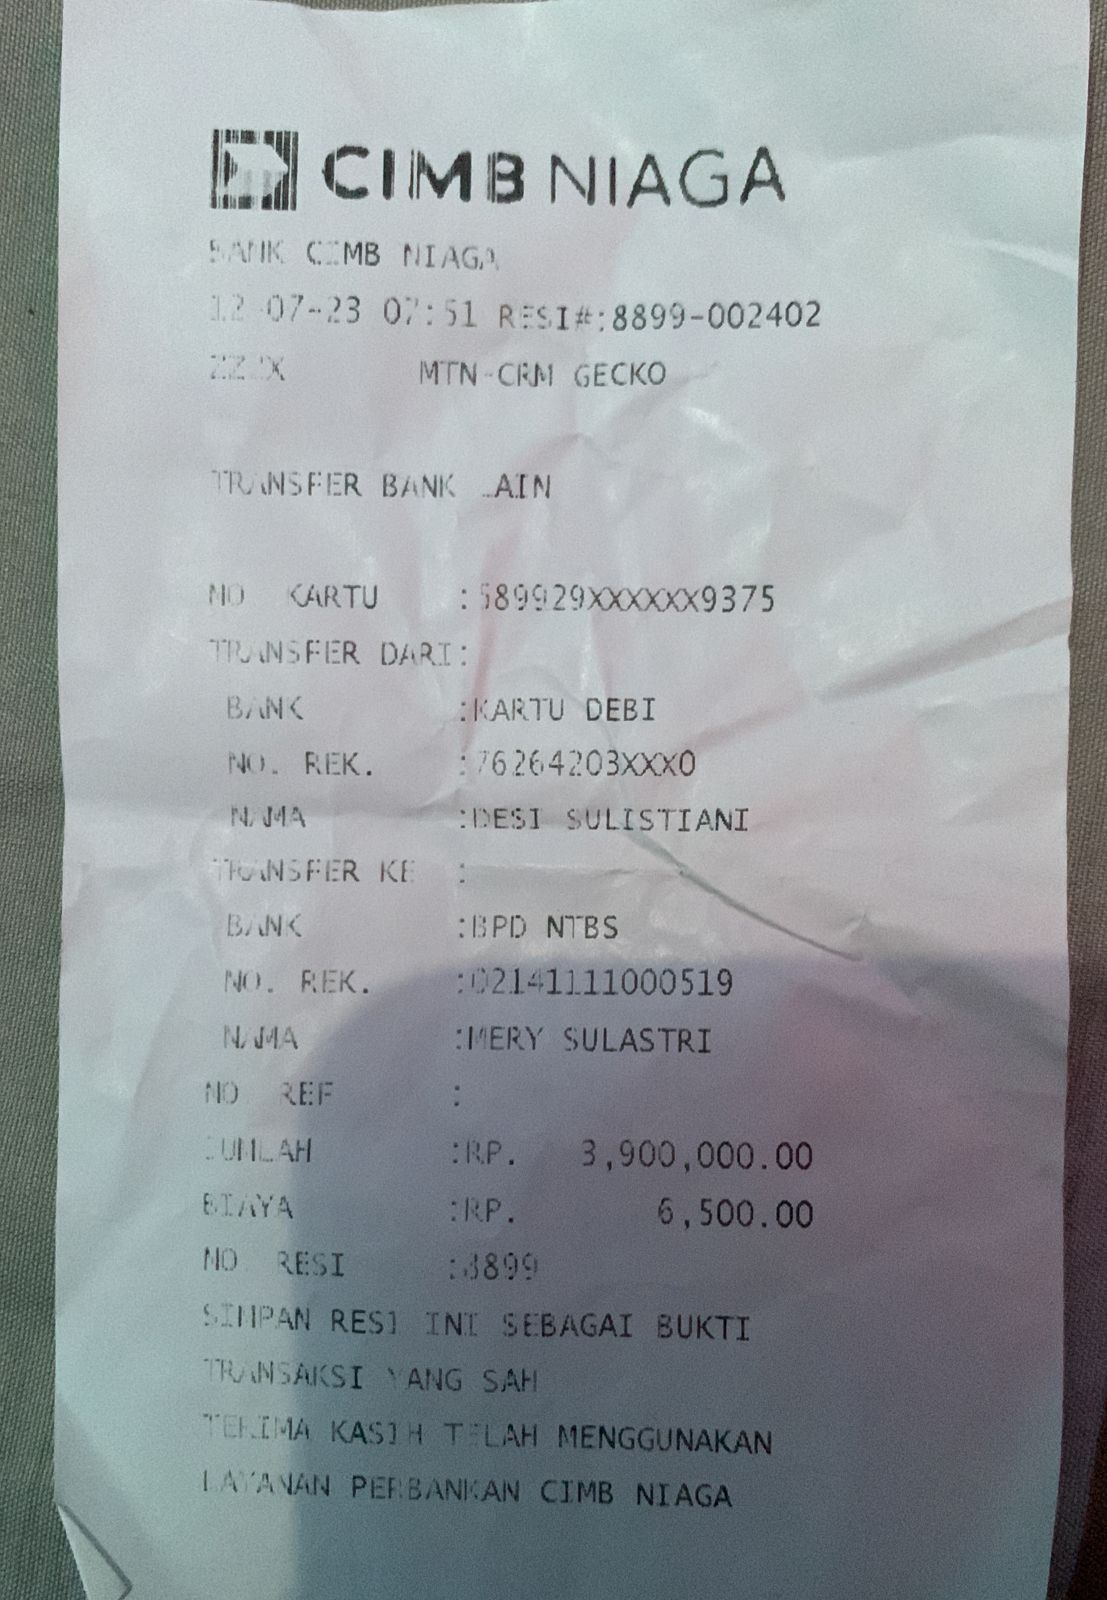 CIMB NIAGA
BANK CIMB NIAGA
12-07-23 07:51 RESI#:8899-002402
MTN-CRM GECKO
TRANSFER BANK LAIN
NO KARTU :589929XXXXXX9375
TRANSFER DARI:
BANK :KARTU DEBI
NO. REK. :76264203XXX0
NAMA :DESI SULISTIANI
TRANSFER KE :
BANK :BPD NTBS
NO. REK. :02141111000519
NAMA :MERY SULASTRI
NO REF :
JUMLAH :RP. 3,900,000.00
BIAYA :RP. 6,500.00
NO RESI :8899
SIMPAN RESI INI SEBAGAI BUKTI
TRANSAKSI YANG SAH
TERIMA KASIH TELAH MENGGUNAKAN
LAYANAN PERBANKAN CIMB NIAGA